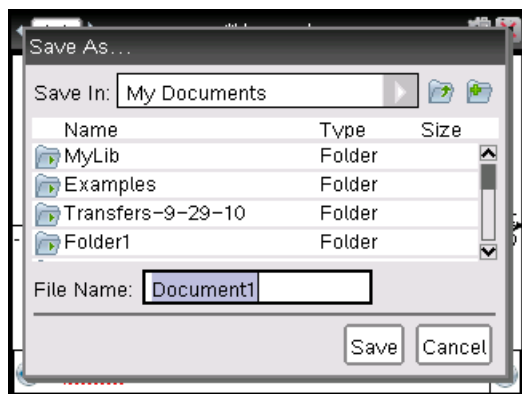 Save As...
Save In: My Documents
Name Type Size
MyLib Folder
Examples Folder
Transfers-9-29-10 Folder
Folder1 Folder
File Name: Document1
Save Cancel